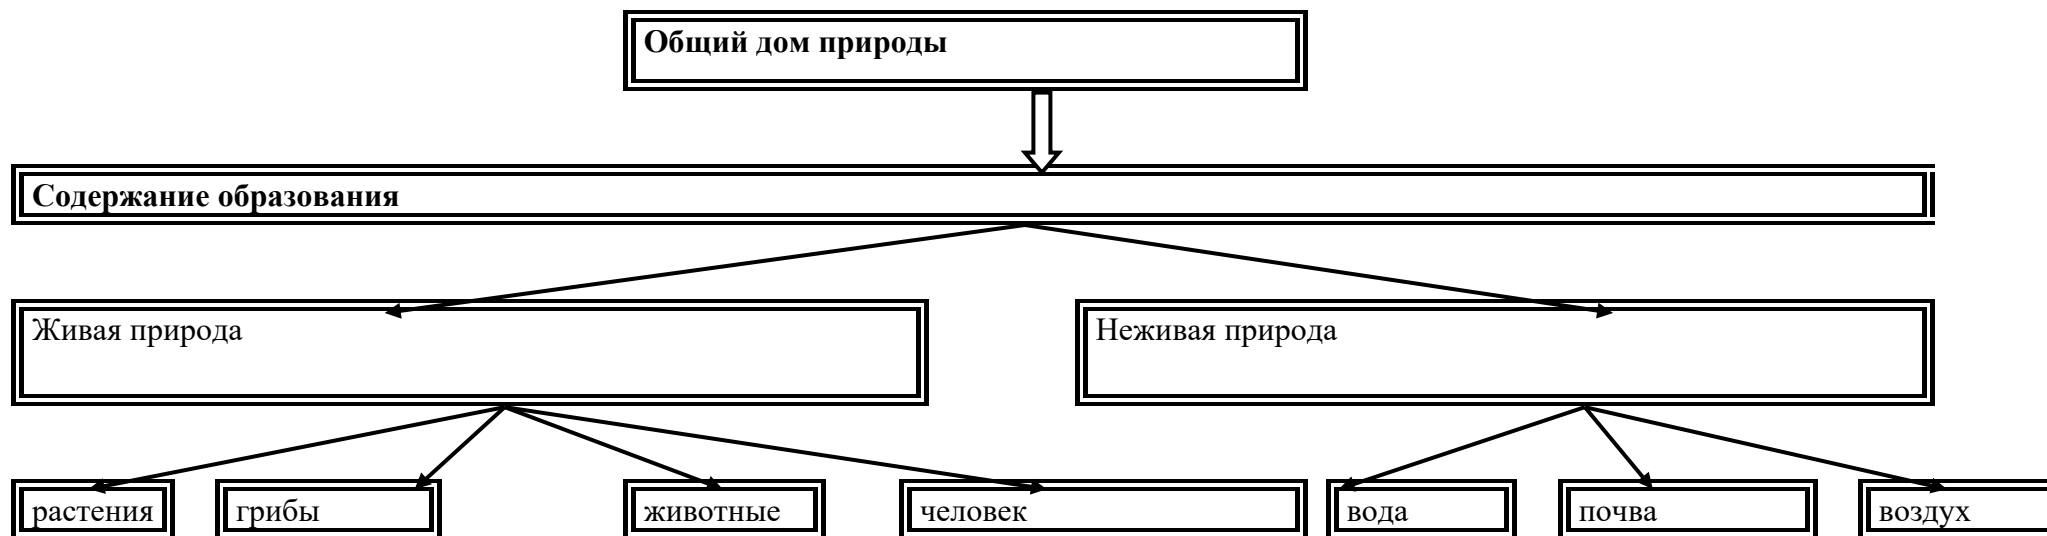 Общий дом природы
Содержание образования
Живая природа
Неживая природа
растения
грибы
животные
человек
вода
почва
воздух